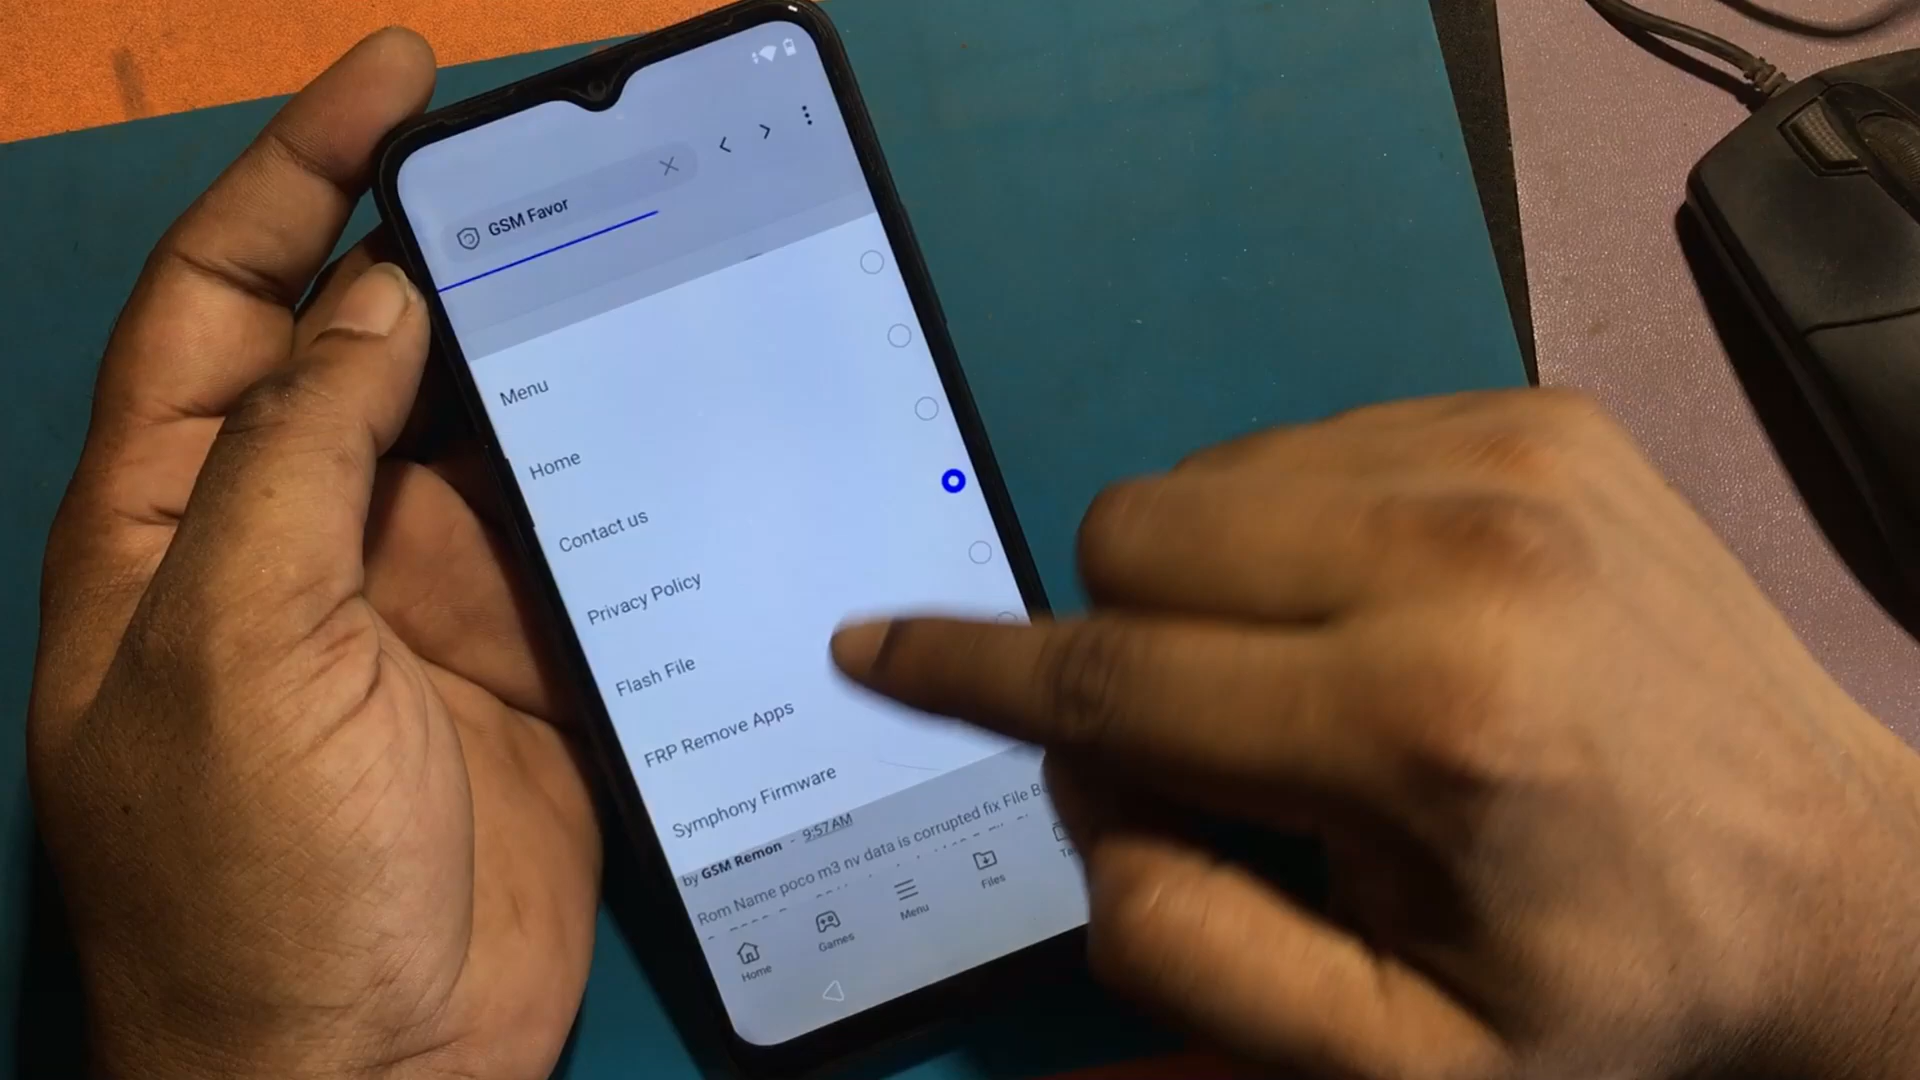 GSM Favor
Menu
Home
Contact us
Privacy Policy
Flash File
FRP Remove Apps
Symphony Firmware
by GSM Remon - 9:57 AM
Rom Name poco m3 nv data is corrupted fix File
Home
Games
Menu
Files